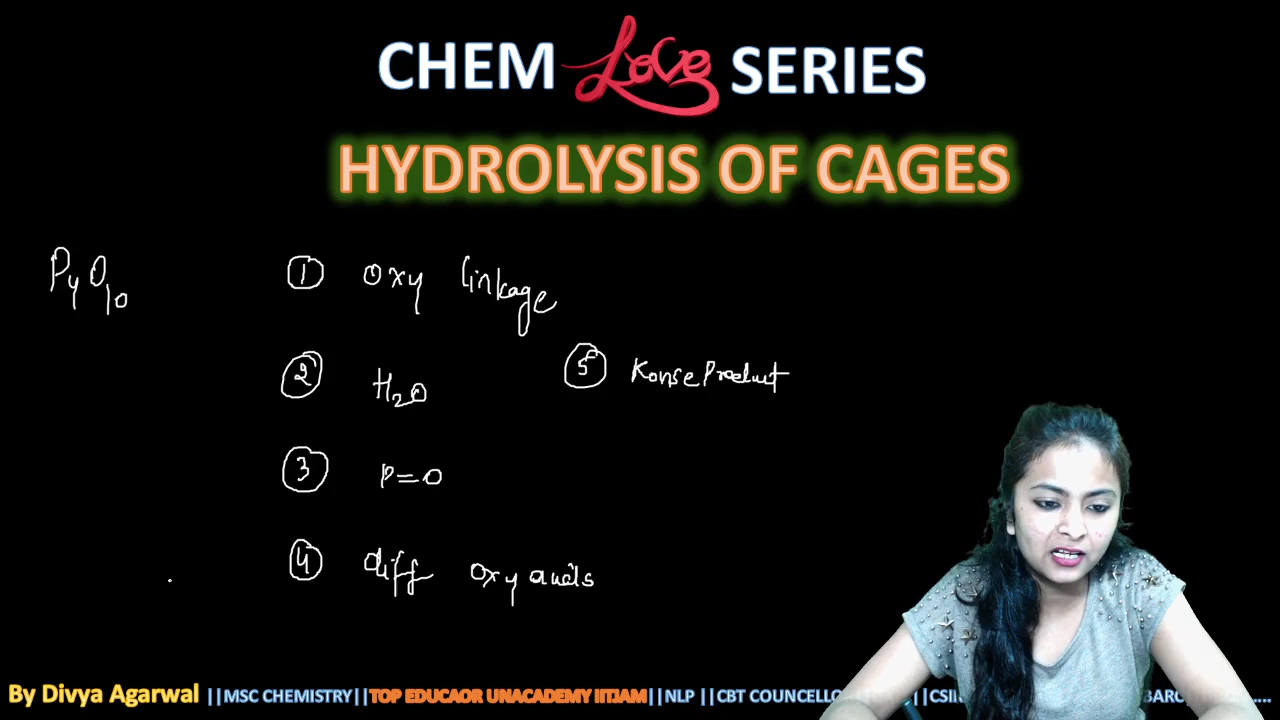 CHEM Love SERIES
HYDROLYSIS OF CAGES
P4O10
① Oxy linkage
② H2O
③ P=O
④ diff oxy acids
⑤ Konse Product
By Divya Agarwal ||MSC CHEMISTRY||TOP EDUCAOR UNACADEMY IITJAM||NLP ||CBT COUNCELLO